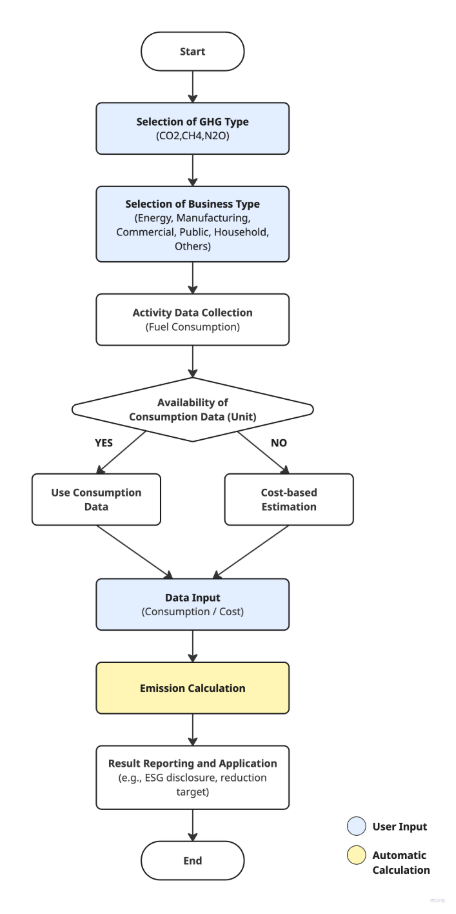 Start
Selection of GHG Type
(CO2,CH4,N2O)
Selection of Business Type
(Energy, Manufacturing,
Commercial, Public, Household,
Others)
Activity Data Collection
(Fuel Consumption)
Availability of
Consumption Data (Unit)
YES
NO
Use Consumption
Data
Cost-based
Estimation
Data Input
(Consumption / Cost)
Emission Calculation
Result Reporting and Application
(e.g., ESG disclosure, reduction
target)
End
User Input
Automatic
Calculation
miro